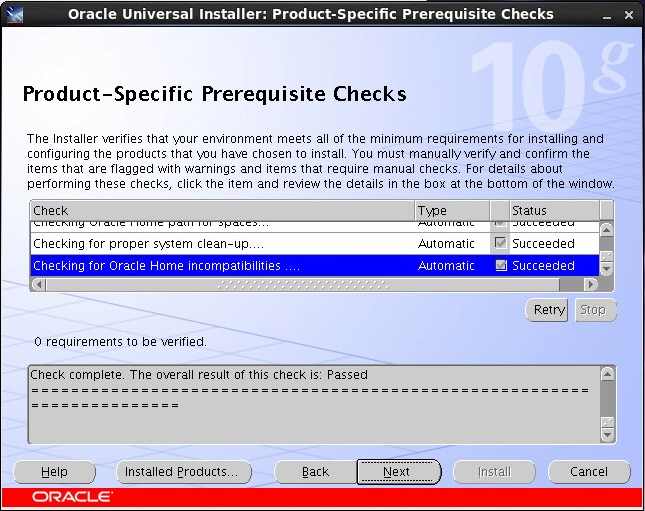 Oracle Universal Installer: Product-Specific Prerequisite Checks
10g
Product-Specific Prerequisite Checks
The Installer verifies that your environment meets all of the minimum requirements for installing and
configuring the products that you have chosen to install. You must manually verify and confirm the
items that are flagged with warnings and items that require manual checks. For details about
performing these checks, click the item and review the details in the box at the bottom of the window.
Check Type Status
Checking Oracle Home path for spaces... Automatic Succeeded
Checking for proper system clean-up.... Automatic Succeeded
Checking for Oracle Home incompatibilities .... Automatic Succeeded
Retry Stop
0 requirements to be verified.
Check complete. The overall result of this check is: Passed
========================================================
===============
Help Installed Products... Back Next Install Cancel
ORACLE